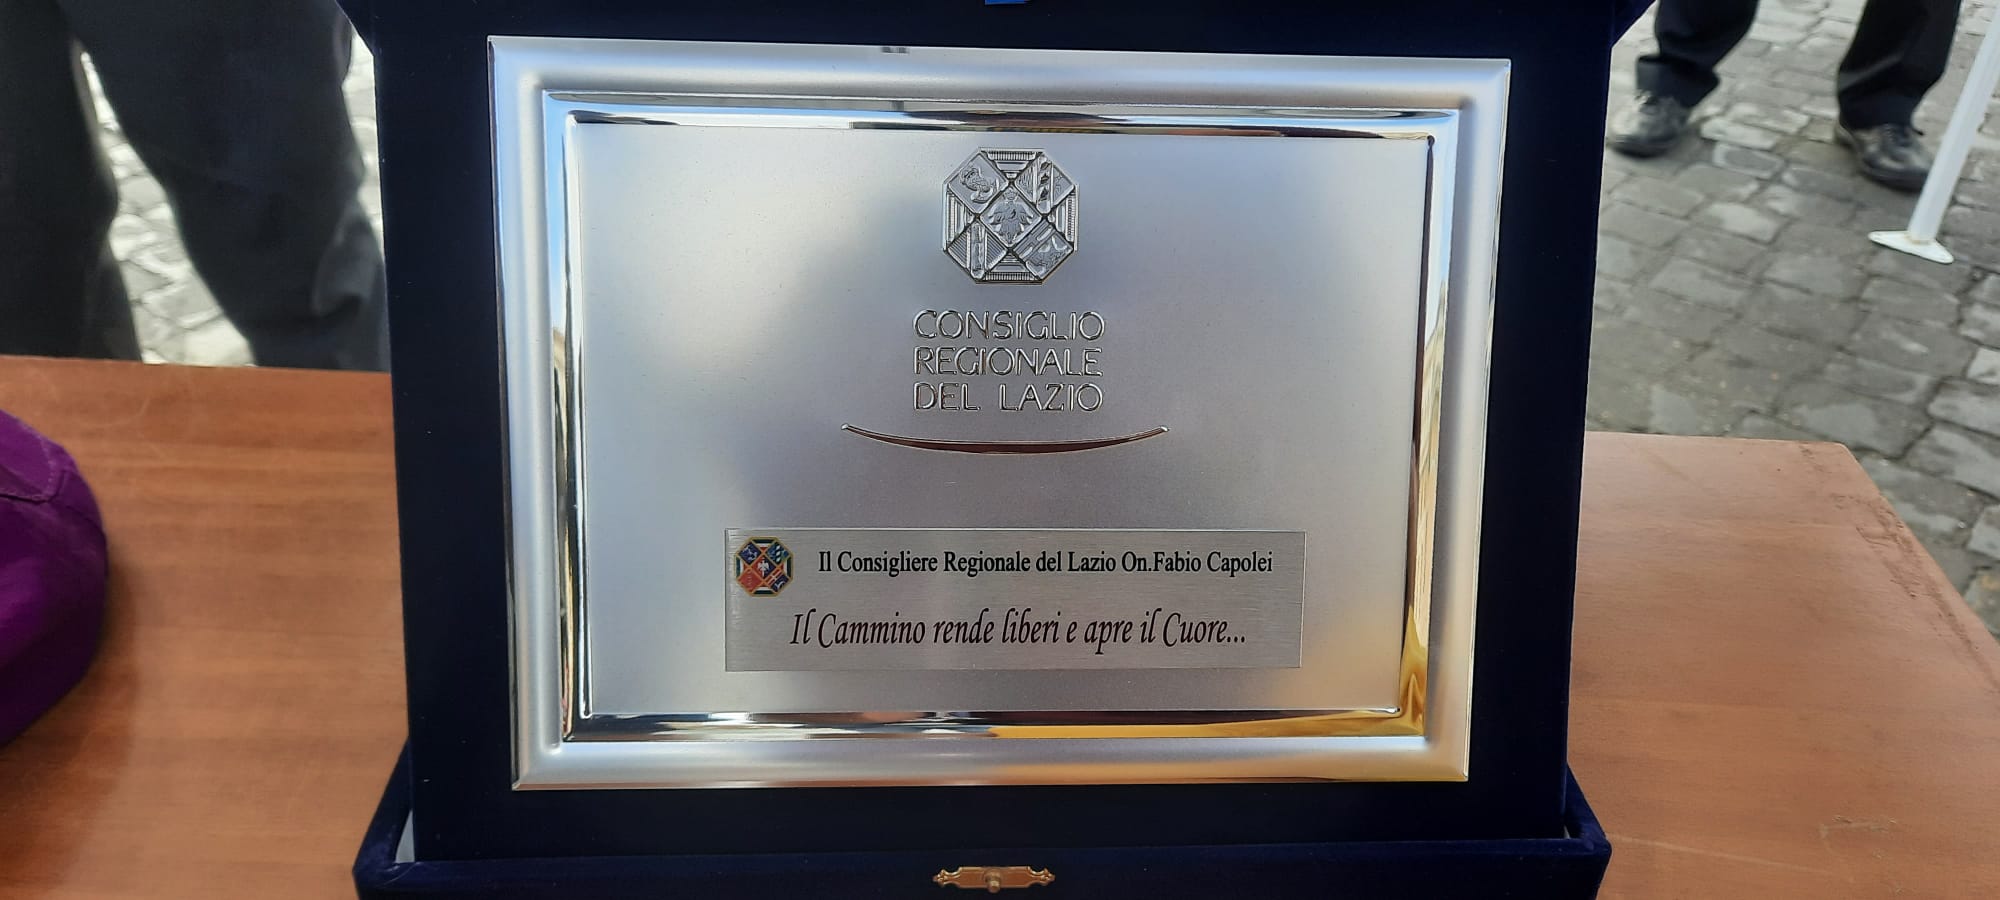 CONSIGLIO
REGIONALE
DEL LAZIO
Il Consigliere Regionale del Lazio On.Fabio Capolei
Il Cammino rende liberi e apre il Cuore...